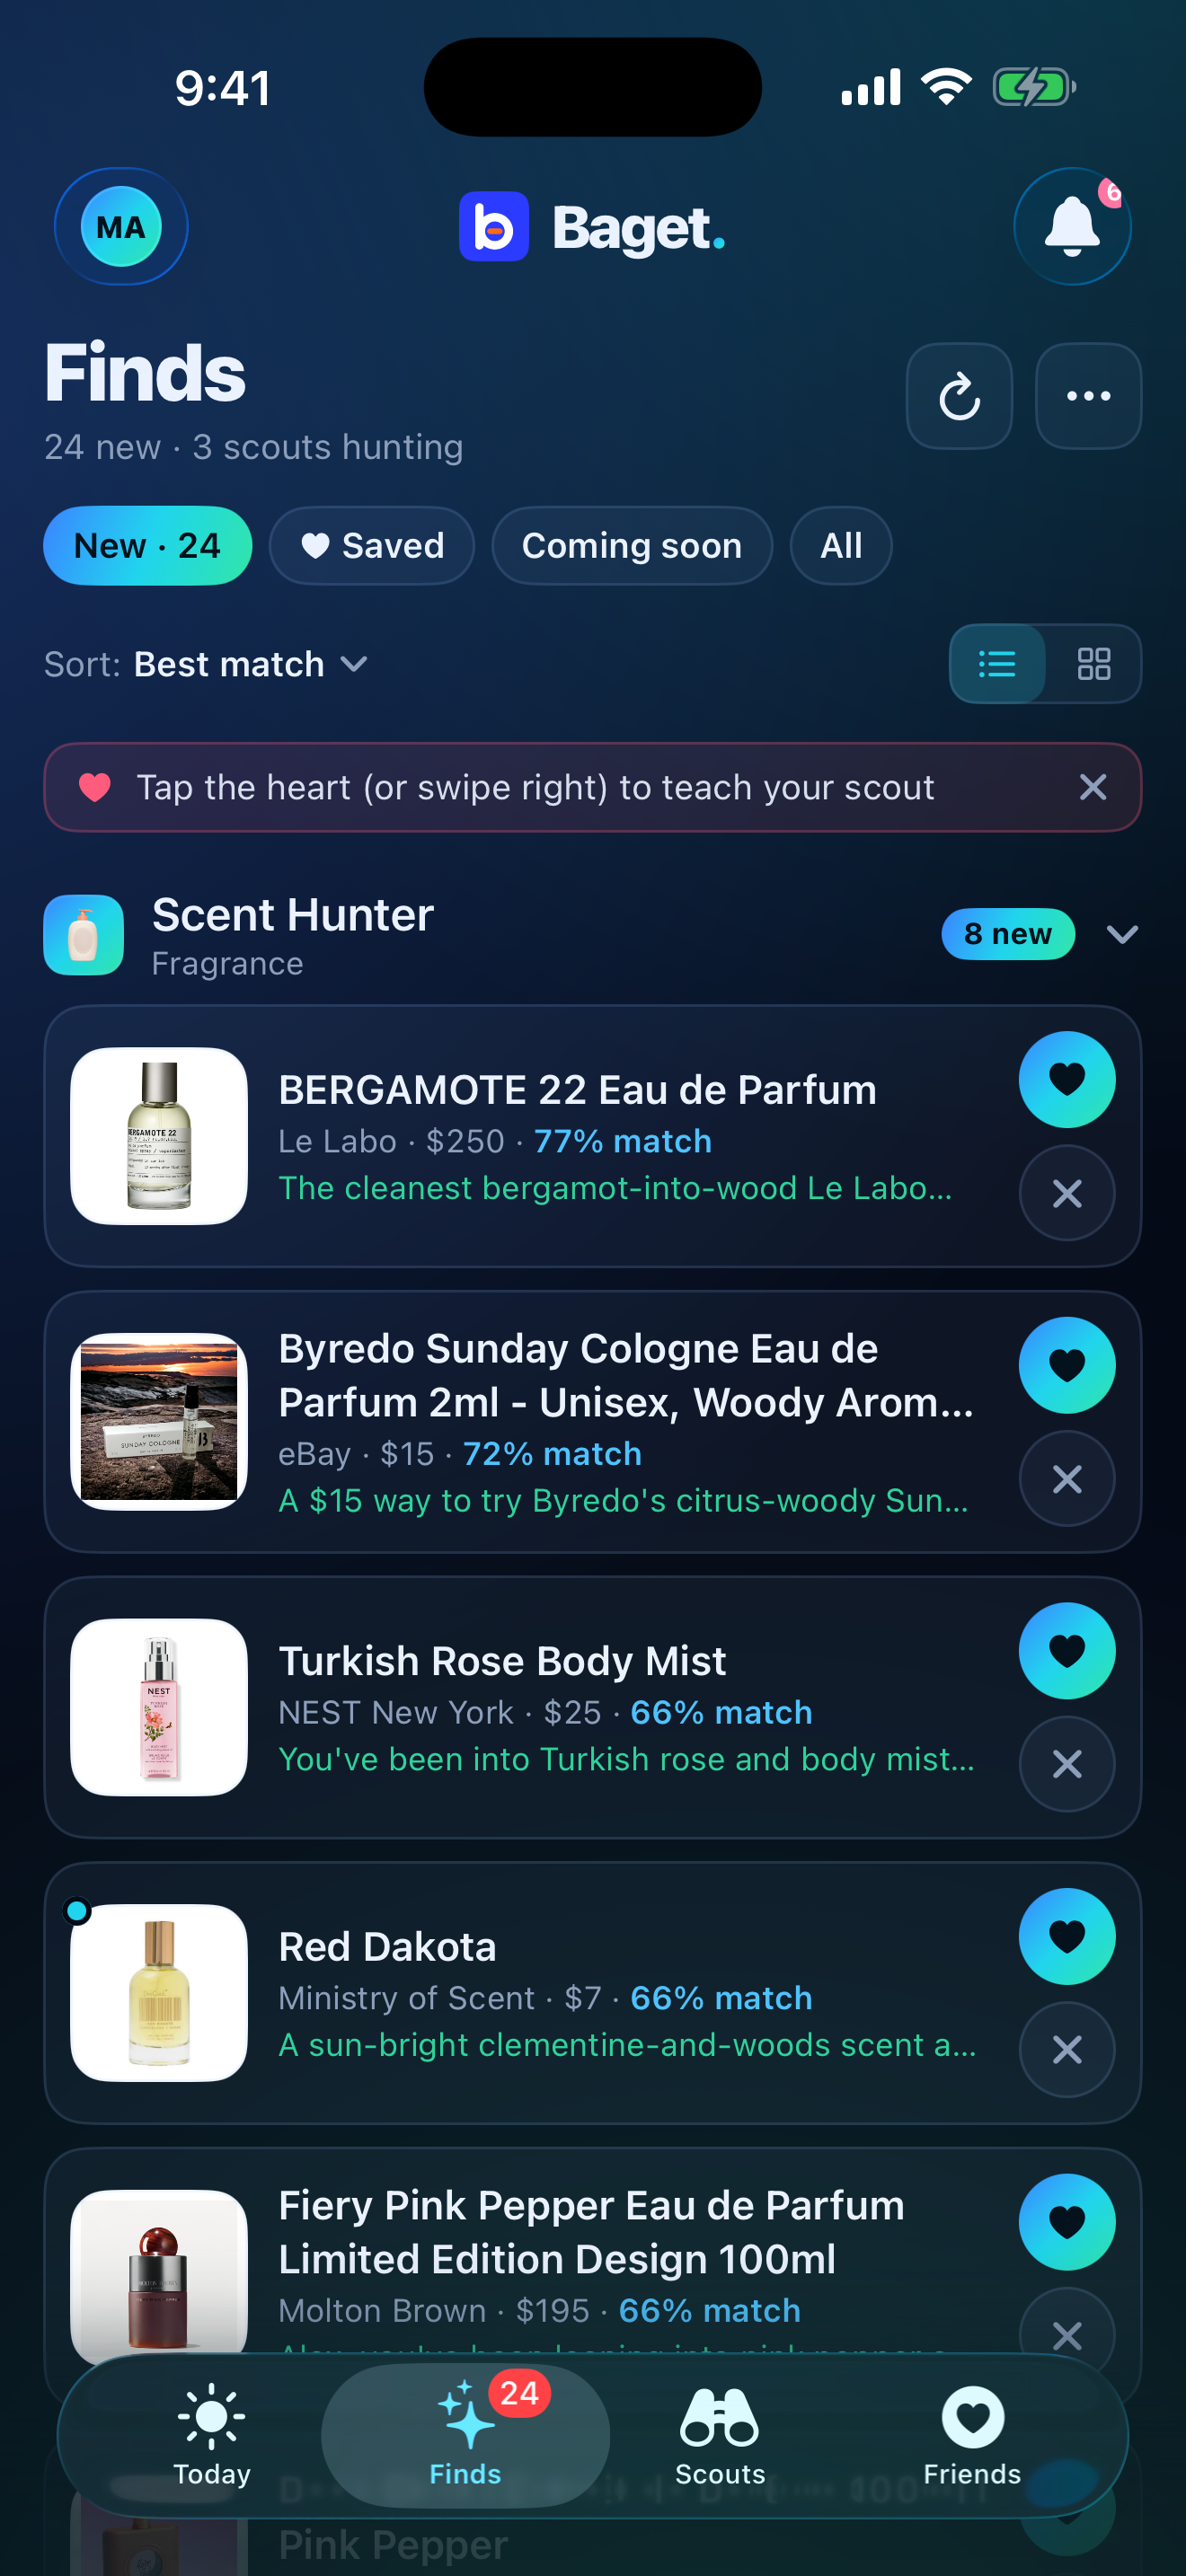 9:41
MA
b Baget.
6
Finds
24 new · 3 scouts hunting
New · 24
Saved
Coming soon
All
Sort: Best match
Tap the heart (or swipe right) to teach your scout
Scent Hunter
Fragrance
8 new
BERGAMOTE 22
BERGAMOTE 22 Eau de Parfum
Le Labo · $250 · 77% match
The cleanest bergamot-into-wood Le Labo...
BYREDO
SUNDAY COLOGNE
B
Byredo Sunday Cologne Eau de
Parfum 2ml - Unisex, Woody Arom...
eBay · $15 · 72% match
A $15 way to try Byredo's citrus-woody Sun...
NEST
Turkish Rose Body Mist
NEST New York · $25 · 66% match
You've been into Turkish rose and body mist...
Red Dakota
Ministry of Scent · $7 · 66% match
A sun-bright clementine-and-woods scent a...
Fiery Pink Pepper Eau de Parfum
Limited Edition Design 100ml
Molton Brown · $195 · 66% match
24
Today
Finds
Scouts
Friends
Pink Pepper